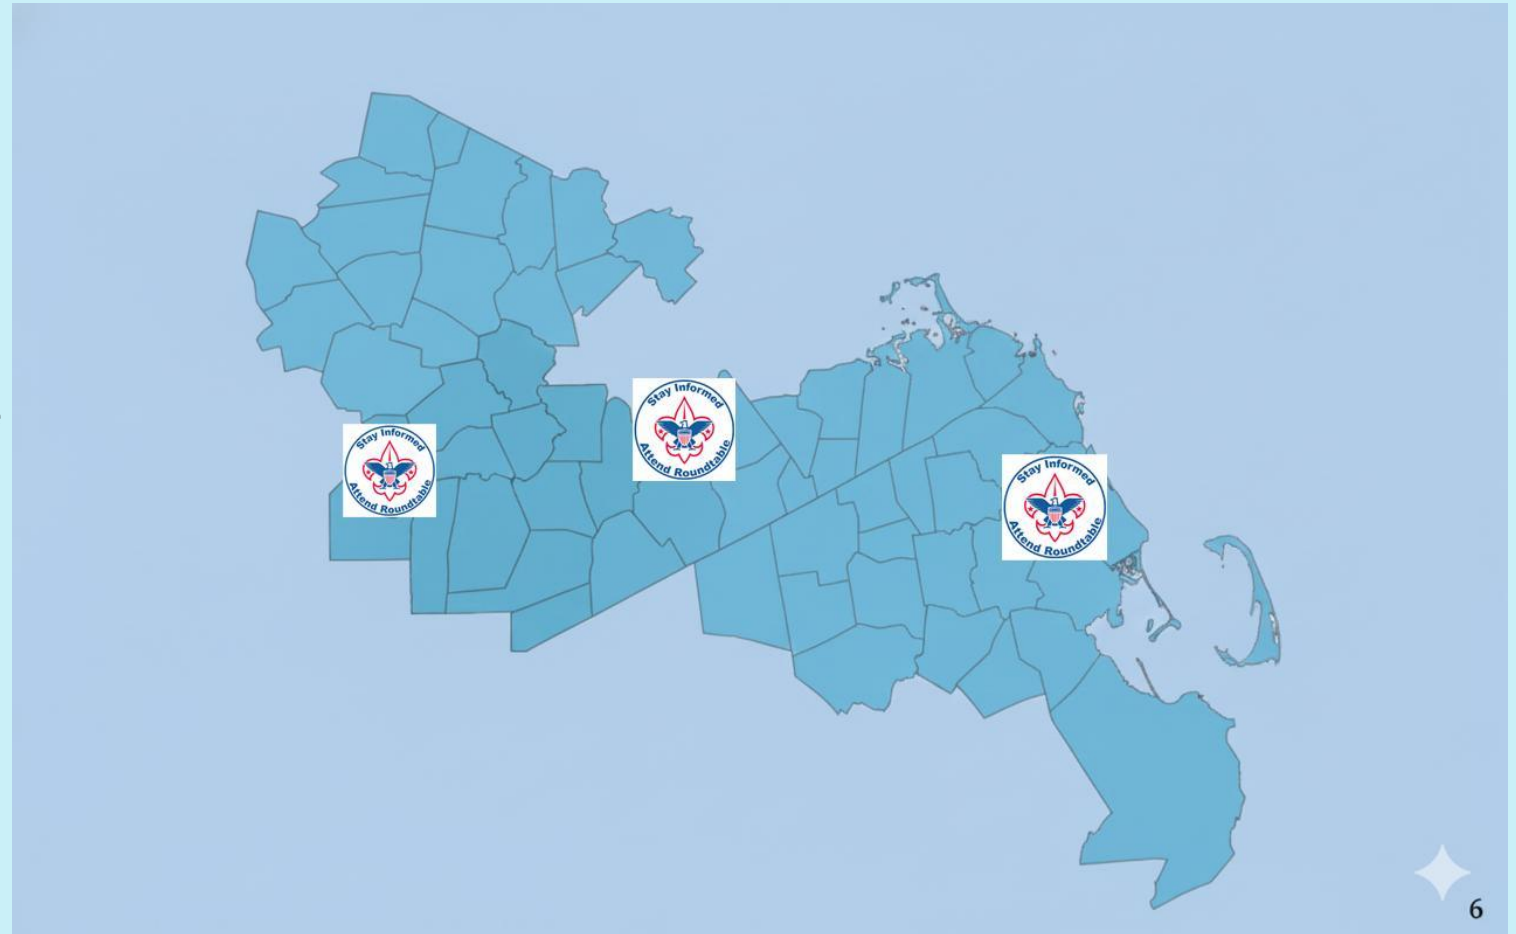 Stay Informed
Attend Roundtable
Stay Informed
Attend Roundtable
Stay Informed
Attend Roundtable
6